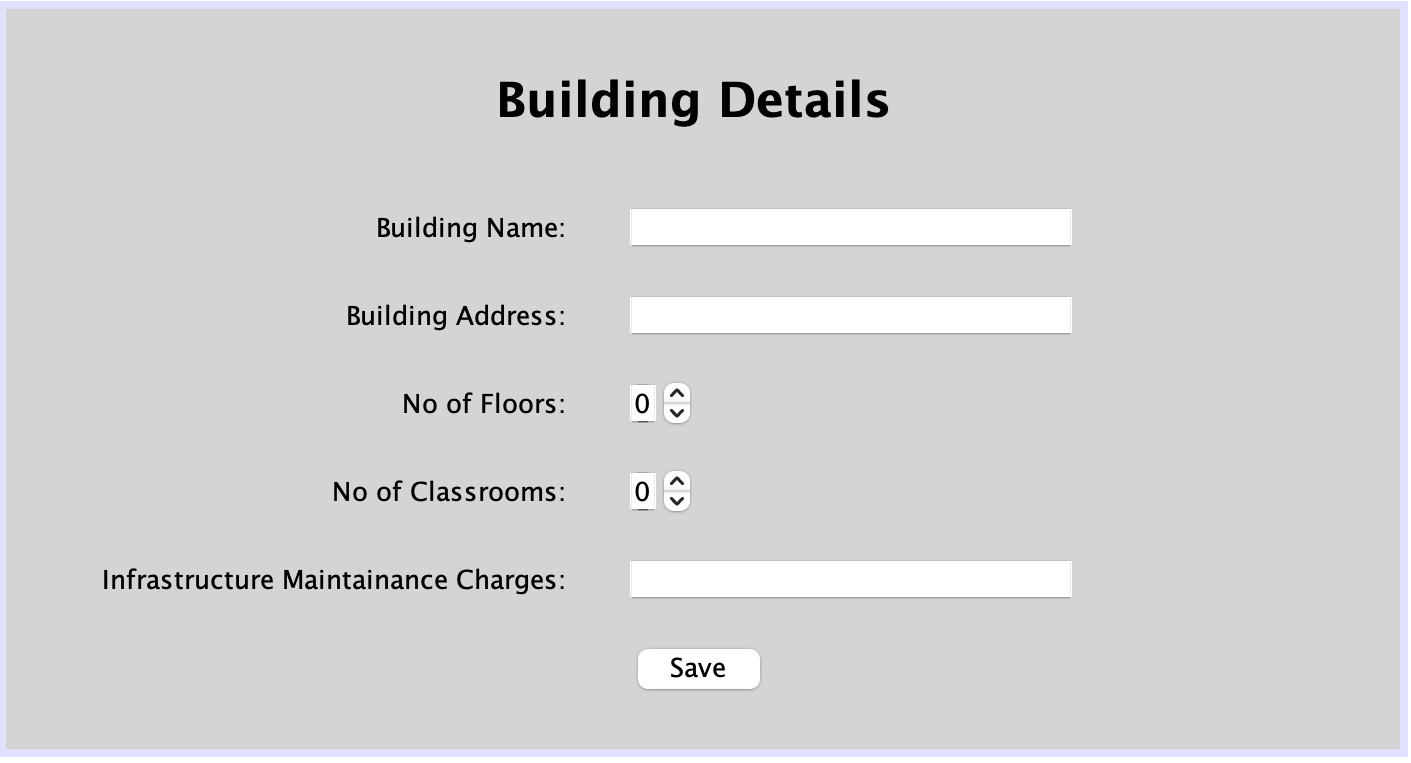 Building Details
Building Name:
Building Address:
No of Floors: 0
No of Classrooms: 0
Infrastructure Maintainance Charges:
Save